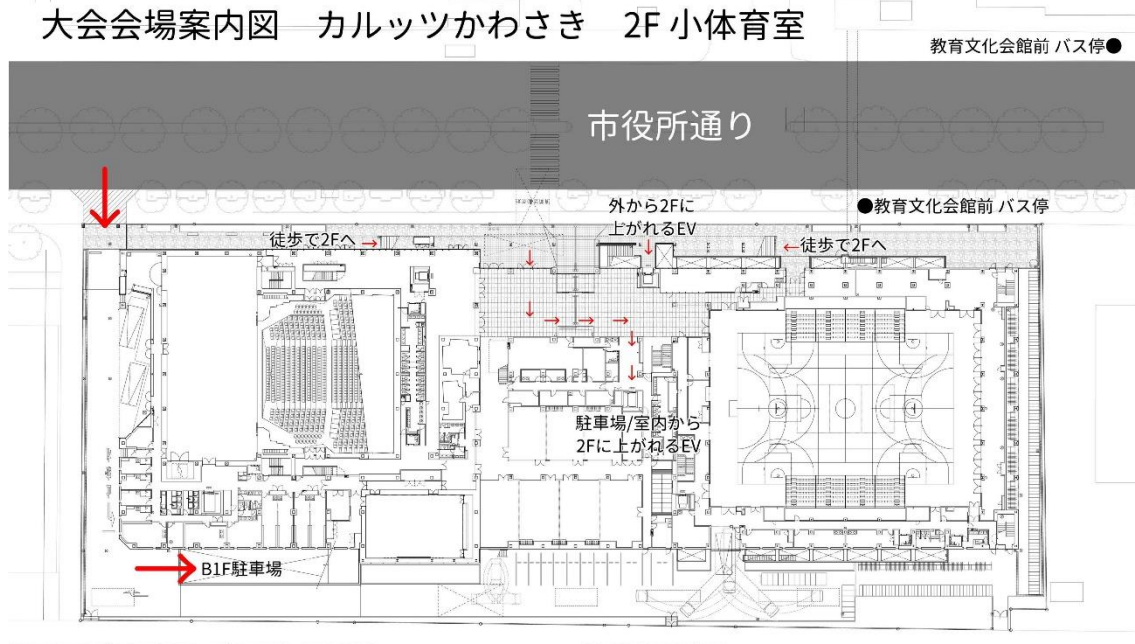 大会会場案内図　カルッツかわさき　2F 小体育室
教育文化会館前 バス停●
市役所通り
●教育文化会館前 バス停
外から2Fに
上がれるEV
徒歩で2Fへ →
←徒歩で2Fへ
駐車場/室内から
2Fに上がれるEV
B1F駐車場